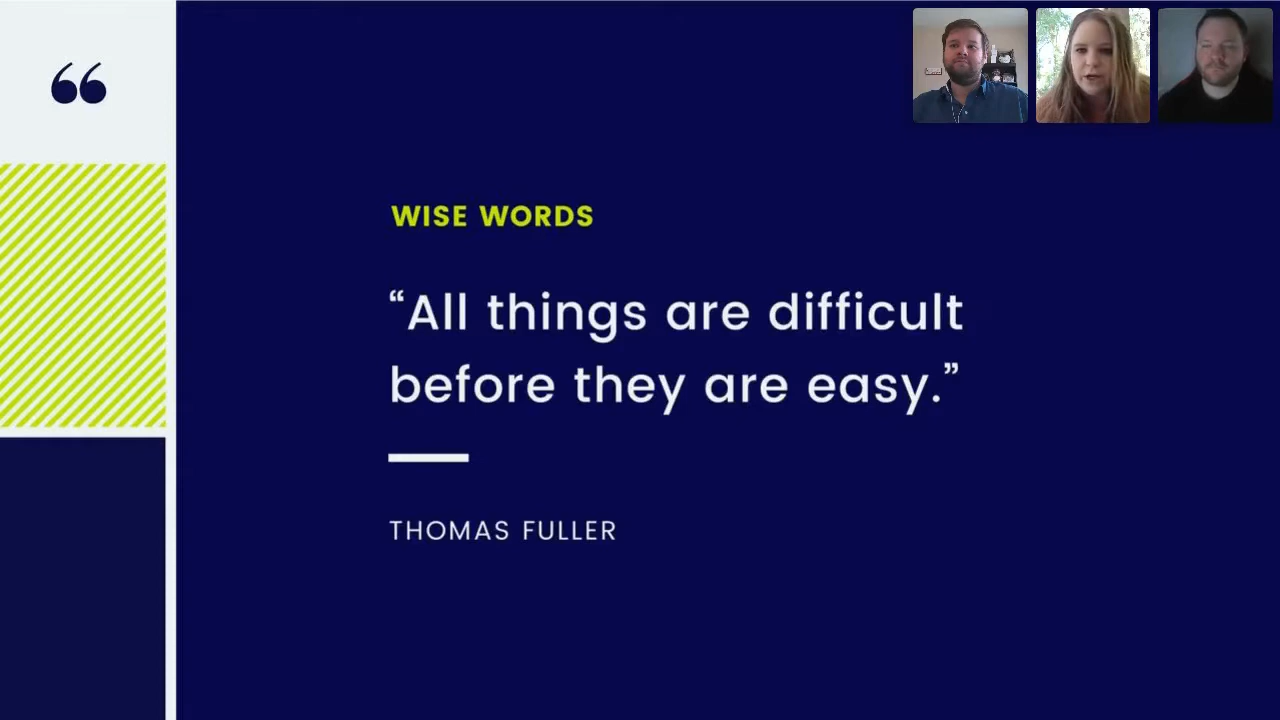 WISE WORDS
“All things are difficult
before they are easy.”
THOMAS FULLER